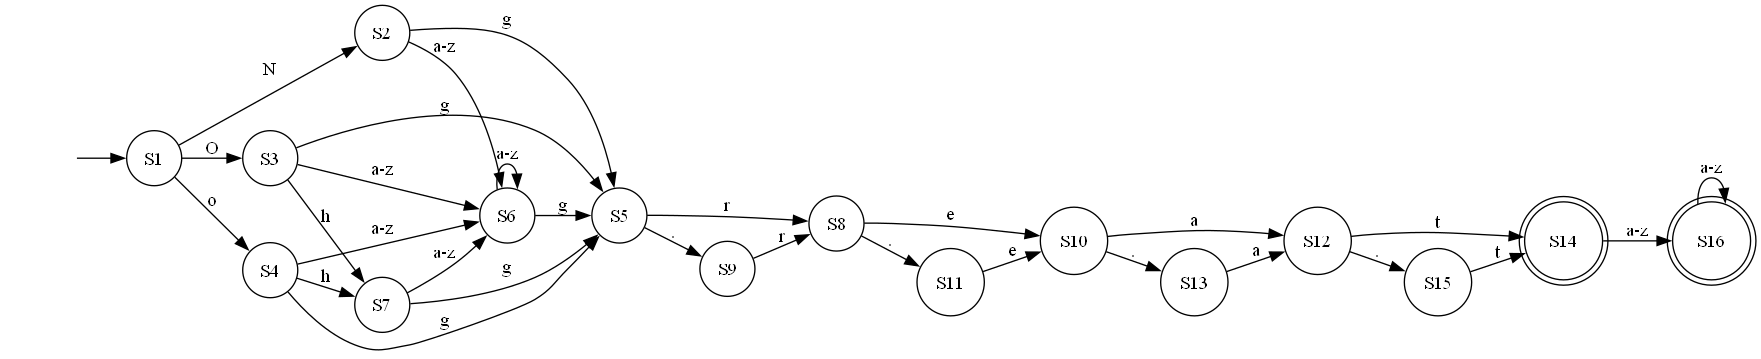 S1
N
O
o
S2
S3
S4
g
a-z
g
a-z
h
a-z
h
g
S7
a-z
g
S6
a-z
g
S5
r
.
S9
r
S8
e
.
S11
e
S10
a
.
S13
a
S12
t
.
S15
t
S14
a-z
S16
a-z